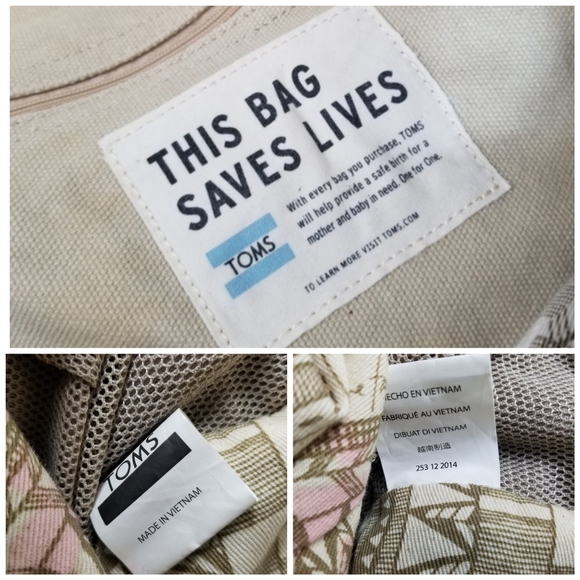 THIS BAG
SAVES LIVES
With every bag you purchase, TOMS
will help provide a safe birth for a
mother and baby in need. One for One.
TOMS
TO LEARN MORE VISIT TOMS.COM
TOMS
MADE IN VIETNAM
HECHO EN VIETNAM
FABRIQUÉ AU VIETNAM
DIBUAT DI VIETNAM
越南制造
253 12 2014